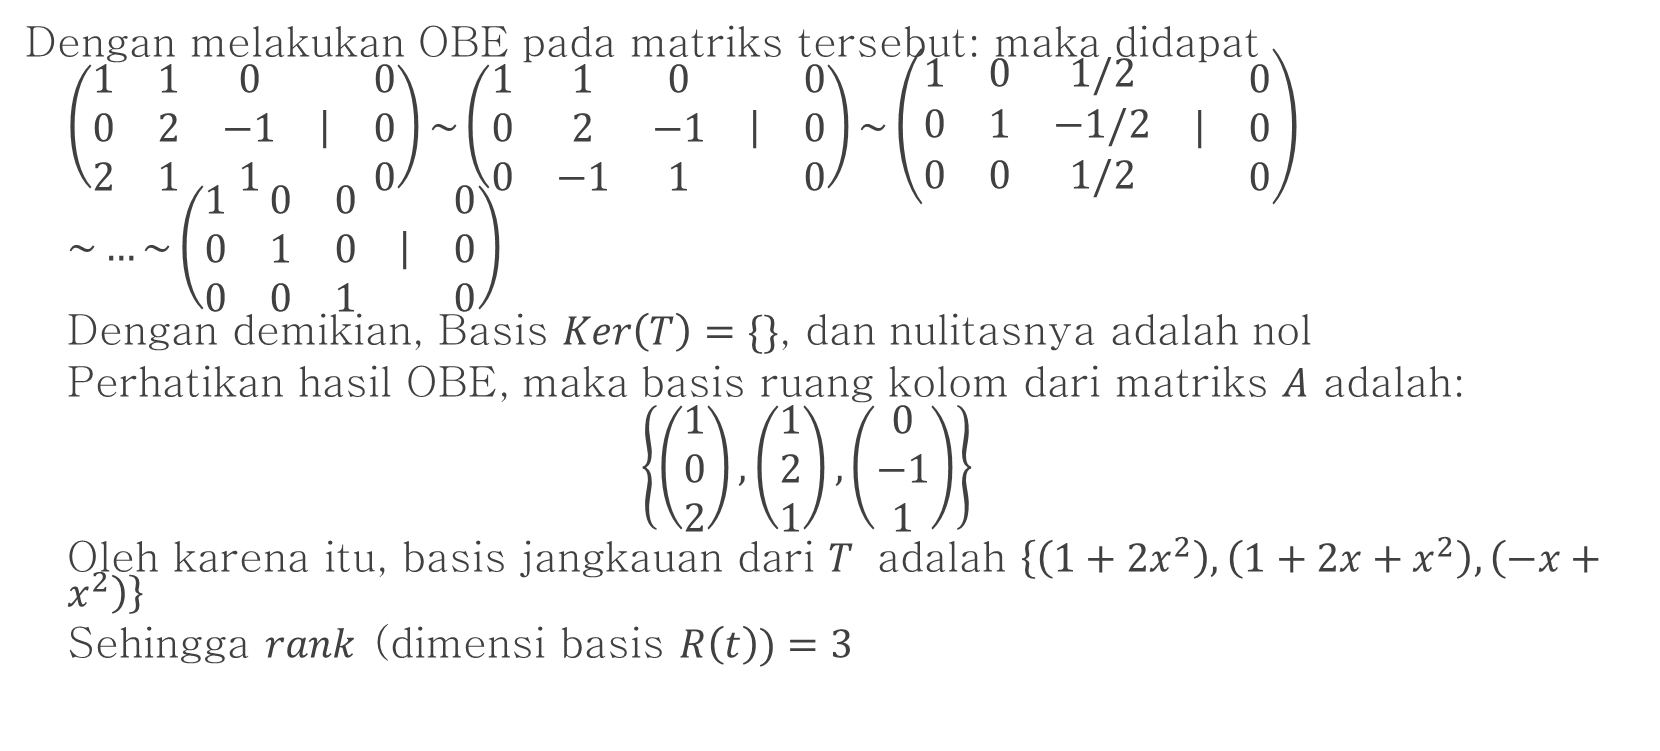 Dengan melakukan OBE pada matriks tersebut: maka didapat
1 1 0 0 1 1 0 0 1 0 1/2 0
0 2 −1 | 0 ~ 0 2 −1 | 0 ~ 0 1 −1/2 | 0
2 1 1 0 0 −1 1 0 0 0 1/2 0
1 0 0 0
~ ... ~ 0 1 0 | 0
0 0 1 0
Dengan demikian, Basis Ker(T) = {}, dan nulitasnya adalah nol
Perhatikan hasil OBE, maka basis ruang kolom dari matriks A adalah:
1 1 0
{(0), (2), (−1)}
2 1 1
Oleh karena itu, basis jangkauan dari T adalah {(1 + 2x²), (1 + 2x + x²), (−x +
x²)}
Sehingga rank (dimensi basis R(t)) = 3